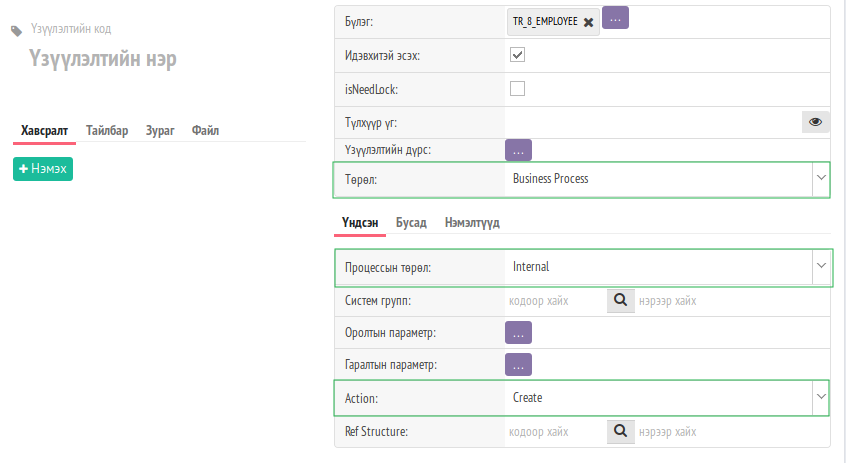 Үзүүлэлтийн код
Үзүүлэлтийн нэр
Хавсралт Тайлбар Зураг Файл
+ Нэмэх
Бүлэг: TR_8_EMPLOYEE ✖ ...
Идэвхитэй эсэх:
isNeedLock:
Түлхүүр үг:
Үзүүлэлтийн дүрс: ...
Төрөл: Business Process
Үндсэн Бусад Нэмэлтүүд
Процессын төрөл: Internal
Систем групп: кодоор хайх нэрээр хайх
Оролтын параметр: ...
Гаралтын параметр: ...
Action: Create
Ref Structure: кодоор хайх нэрээр хайх